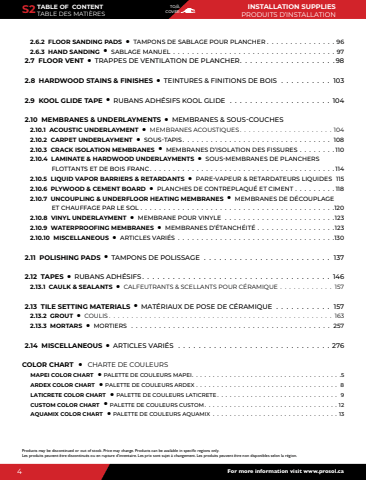 S2 TABLE OF CONTENT
TABLE DES MATIÈRES
TO/À
COVER
INSTALLATION SUPPLIES
PRODUITS D'INSTALLATION
2.6.2 FLOOR SANDING PADS • TAMPONS DE SABLAGE POUR PLANCHER . . . . . . . . . . . . . . . 96
2.6.3 HAND SANDING • SABLAGE MANUEL . . . . . . . . . . . . . . . 97
2.7 FLOOR VENT • TRAPPES DE VENTILATION DE PLANCHER. . . . . . . . . . . . . . . 98
2.8 HARDWOOD STAINS & FINISHES • TEINTURES & FINITIONS DE BOIS . . . . . . . . . . 103
2.9 KOOL GLIDE TAPE • RUBANS ADHÉSIFS KOOL GLIDE . . . . . . . . . . . . . . . 104
2.10 MEMBRANES & UNDERLAYMENTS • MEMBRANES & SOUS-COUCHES
2.10.1 ACOUSTIC UNDERLAYMENT • MEMBRANES ACOUSTIQUES. . . . . . . . . . . . . . . 104
2.10.2 CARPET UNDERLAYMENT • SOUS-TAPIS. . . . . . . . . . . . . . . 108
2.10.3 CRACK ISOLATION MEMBRANES • MEMBRANES D'ISOLATION DES FISSURES . . . . . . . . 110
2.10.4 LAMINATE & HARDWOOD UNDERLAYMENTS • SOUS-MEMBRANES DE PLANCHERS
FLOTTANTS ET DE BOIS FRANC. . . . . . . . . . . . . . . 114
2.10.5 LIQUID VAPOR BARRIERS & RETARDANTS • PARE-VAPEUR & RETARDATEURS LIQUIDES 115
2.10.6 PLYWOOD & CEMENT BOARD • PLANCHES DE CONTREPLAQUÉ ET CIMENT . . . . . . . . . 118
2.10.7 UNCOUPLING & UNDERFLOOR HEATING MEMBRANES • MEMBRANES DE DÉCOUPLAGE
ET CHAUFFAGE PAR LE SOL . . . . . . . . . . . . . . . 120
2.10.8 VINYL UNDERLAYMENT • MEMBRANE POUR VINYLE . . . . . . . . . . . . . . . 123
2.10.9 WATERPROOFING MEMBRANES • MEMBRANES D'ÉTANCHÉITÉ . . . . . . . . . . . . . . . 123
2.10.10 MISCELLANEOUS • ARTICLES VARIÉS . . . . . . . . . . . . . . . 130
2.11 POLISHING PADS • TAMPONS DE POLISSAGE . . . . . . . . . . . . . . . 137
2.12 TAPES • RUBANS ADHÉSIFS. . . . . . . . . . . . . . . 146
2.13.1 CAULK & SEALANTS • CALFEUTRANTS & SCELLANTS POUR CÉRAMIQUE . . . . . . . . . . . . 157
2.13 TILE SETTING MATERIALS • MATÉRIAUX DE POSE DE CÉRAMIQUE . . . . . . . . . . . 157
2.13.2 GROUT • COULIS. . . . . . . . . . . . . . . 163
2.13.3 MORTARS • MORTIERS . . . . . . . . . . . . . . . 257
2.14 MISCELLANEOUS • ARTICLES VARIÉS . . . . . . . . . . . . . . . 276
COLOR CHART • CHARTE DE COULEURS
MAPEI COLOR CHART • PALETTE DE COULEURS MAPEI. . . . . . . . . . . . . . . 5
ARDEX COLOR CHART • PALETTE DE COULEURS ARDEX . . . . . . . . . . . . . . . 8
LATICRETE COLOR CHART • PALETTE DE COULEURS LATICRETE . . . . . . . . . . . . . . . 9
CUSTOM COLOR CHART • PALETTE DE COULEURS CUSTOM. . . . . . . . . . . . . . . 12
AQUAMIX COLOR CHART • PALETTE DE COULEURS AQUAMIX . . . . . . . . . . . . . . . 13
Products may be discontinued or out of stock. Price may change. Products can be available in specific regions only.
Les produits peuvent être discontinués ou en rupture d'inventaire. Les prix sont sujet à changement. Les produits peuvent être non disponibles selon la région.
4
For more information visit www.prosol.ca